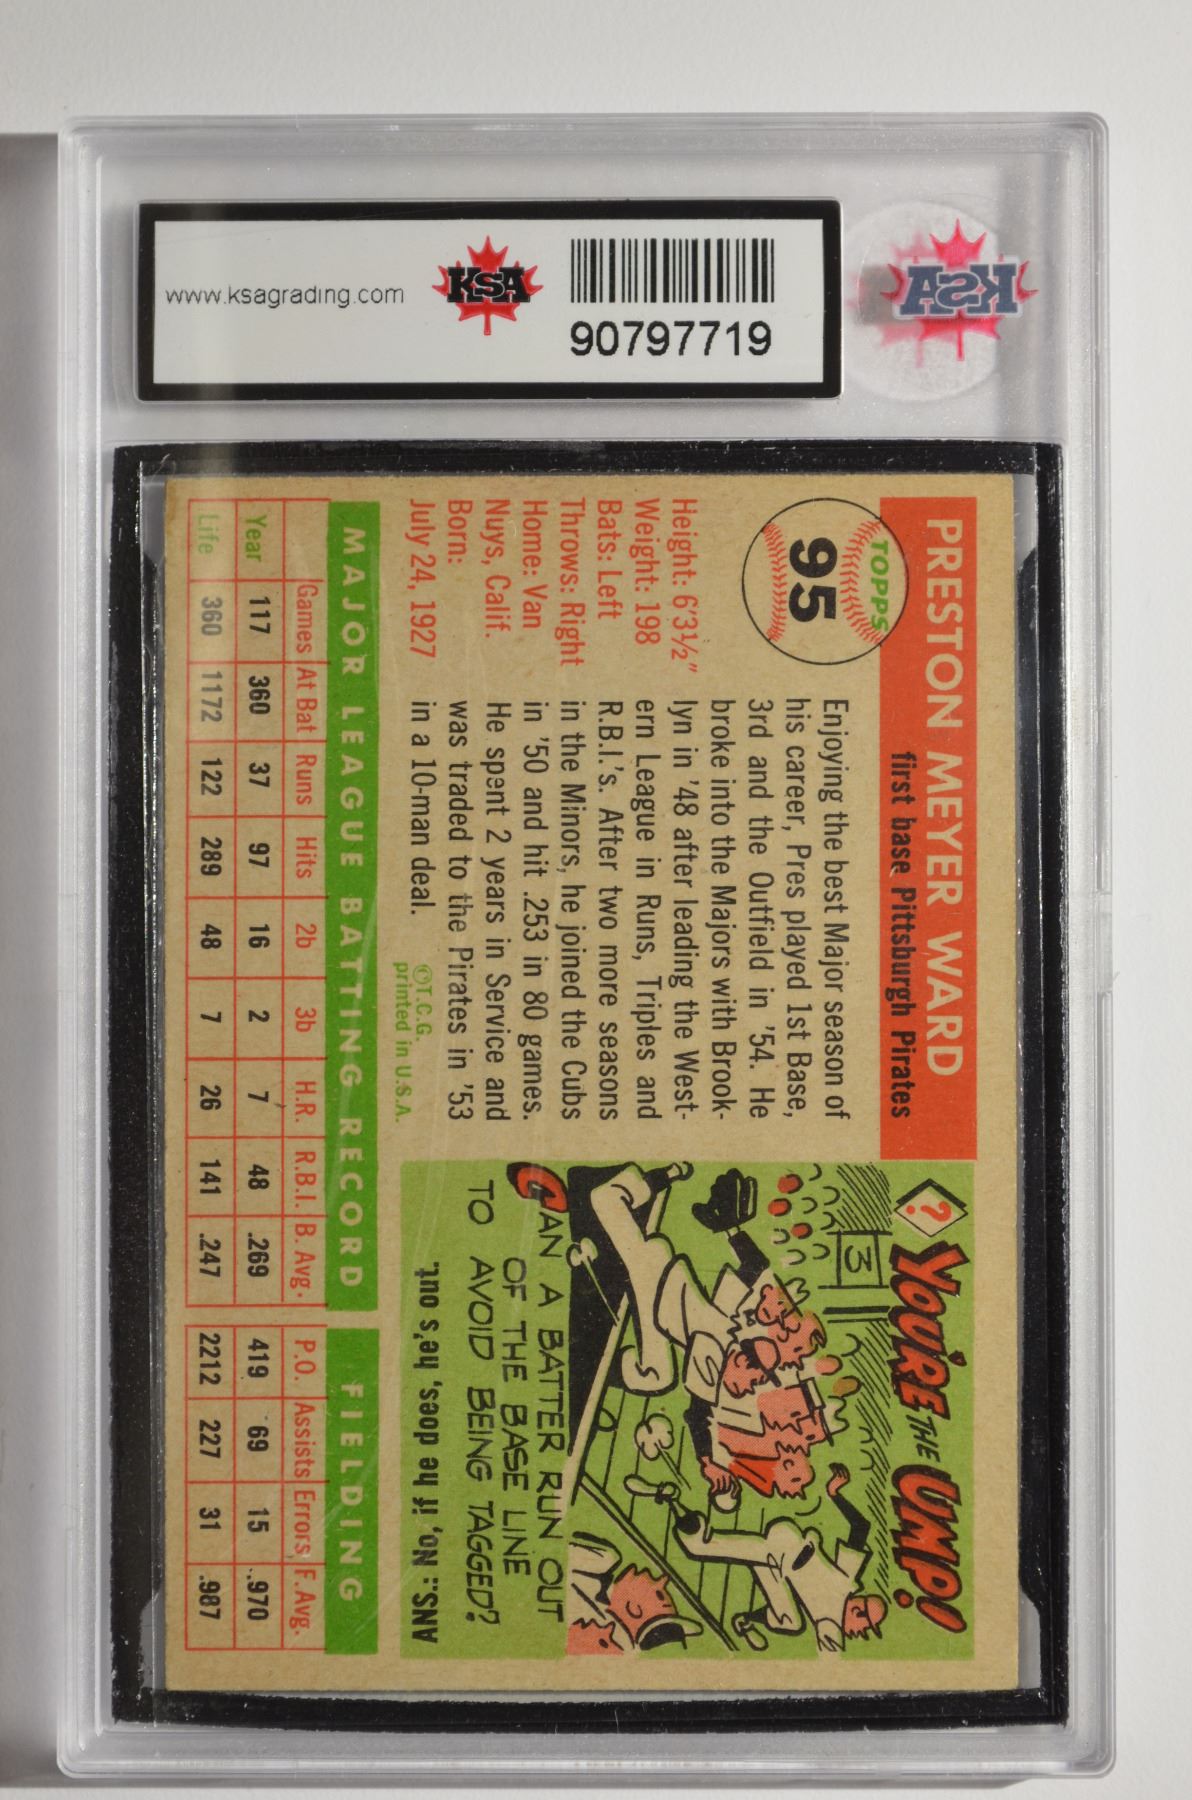 www.ksagrading.com
KSA
90797719
KSA
PRESTON MEYER WARD
first base Pittsburgh Pirates
TOPPS
95
Height: 6'3½"
Weight: 198
Bats: Left
Throws: Right
Home: Van
Nuys, Calif.
Born:
July 24, 1927
Enjoying the best Major season of
his career, Pres played 1st Base,
3rd and the Outfield in '54. He
broke into the Majors with Brook-
lyn in '48 after leading the West-
ern League in Runs, Triples and
R.B.I.'s. After two more seasons
in the Minors, he joined the Cubs
in '50 and hit .253 in 80 games.
He spent 2 years in Service and
was traded to the Pirates in '53
in a 10-man deal.
©T.C.G.
printed in U.S.A.
? YOU'RE THE UMP!
3
CAN A BATTER RUN OUT
OF THE BASE LINE
TO AVOID BEING TAGGED?
ANS.: No, if he does, he's out.
MAJOR LEAGUE BATTING RECORD FIELDING
Games At Bat Runs Hits 2b 3b H.R. R.B.I. B. Avg. P.O. Assists Errors F. Avg.
Year 117 360 37 97 16 2 7 48 .269 419 69 15 .970
Life 360 1172 122 289 48 7 26 141 .247 2212 227 31 .987